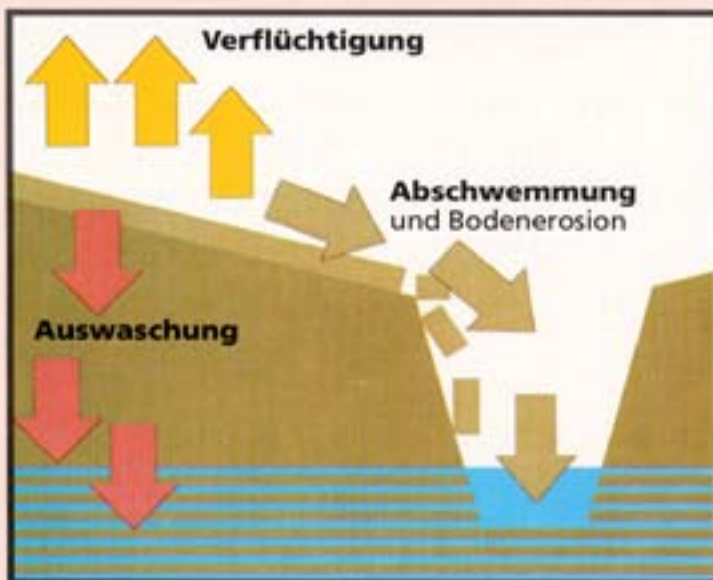 Verflüchtigung
Abschwemmung
und Bodenerosion
Auswaschung